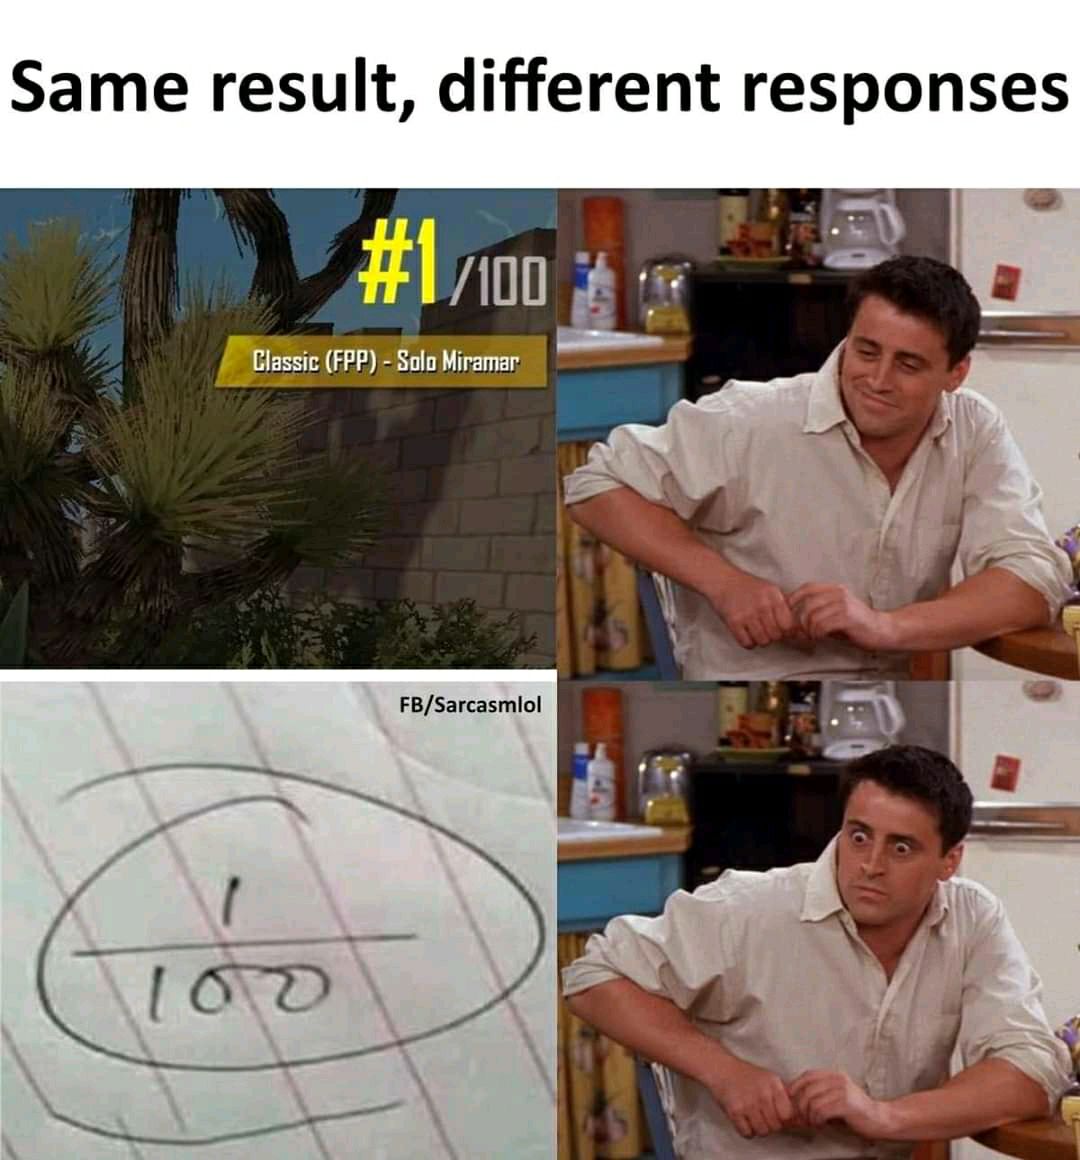 Same result, different responses
#1/100
Classic (FPP) - Solo Miramar
FB/Sarcasmlol
1
100